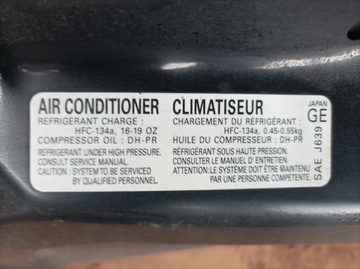 AIR CONDITIONER
REFRIGERANT CHARGE :
HFC-134a, 16-19 OZ
COMPRESSOR OIL : DH-PR
REFRIGERANT UNDER HIGH PRESSURE.
CONSULT SERVICE MANUAL.
CAUTION : SYSTEM TO BE SERVICED
BY QUALIFIED PERSONNEL.
CLIMATISEUR
CHARGEMENT DU RÉFRIGÉRANT :
HFC-134a, 0.45-0.55kg
HUILE DU COMPRESSEUR : DH-PR
RÉFRIGÉRANT SOUS HAUTE PRESSION.
CONSULTER LE MANUEL D' ENTRETIEN.
ATTENTION:LE SYSTÈME DOIT ÊTRE ENTRETENU
PAR UNE PERSONNE COMPÉTENTE.
JAPAN
GE
SAE J639